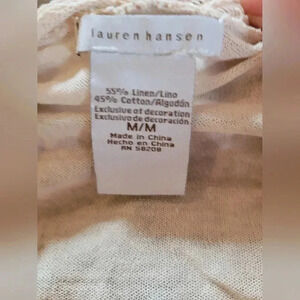 lauren hansen
55% Linen/Lino
45% Cotton/Algodón
Exclusive of decoration
Exclusivo de decoración
M/M
Made in China
Hecho en China
RN 58209